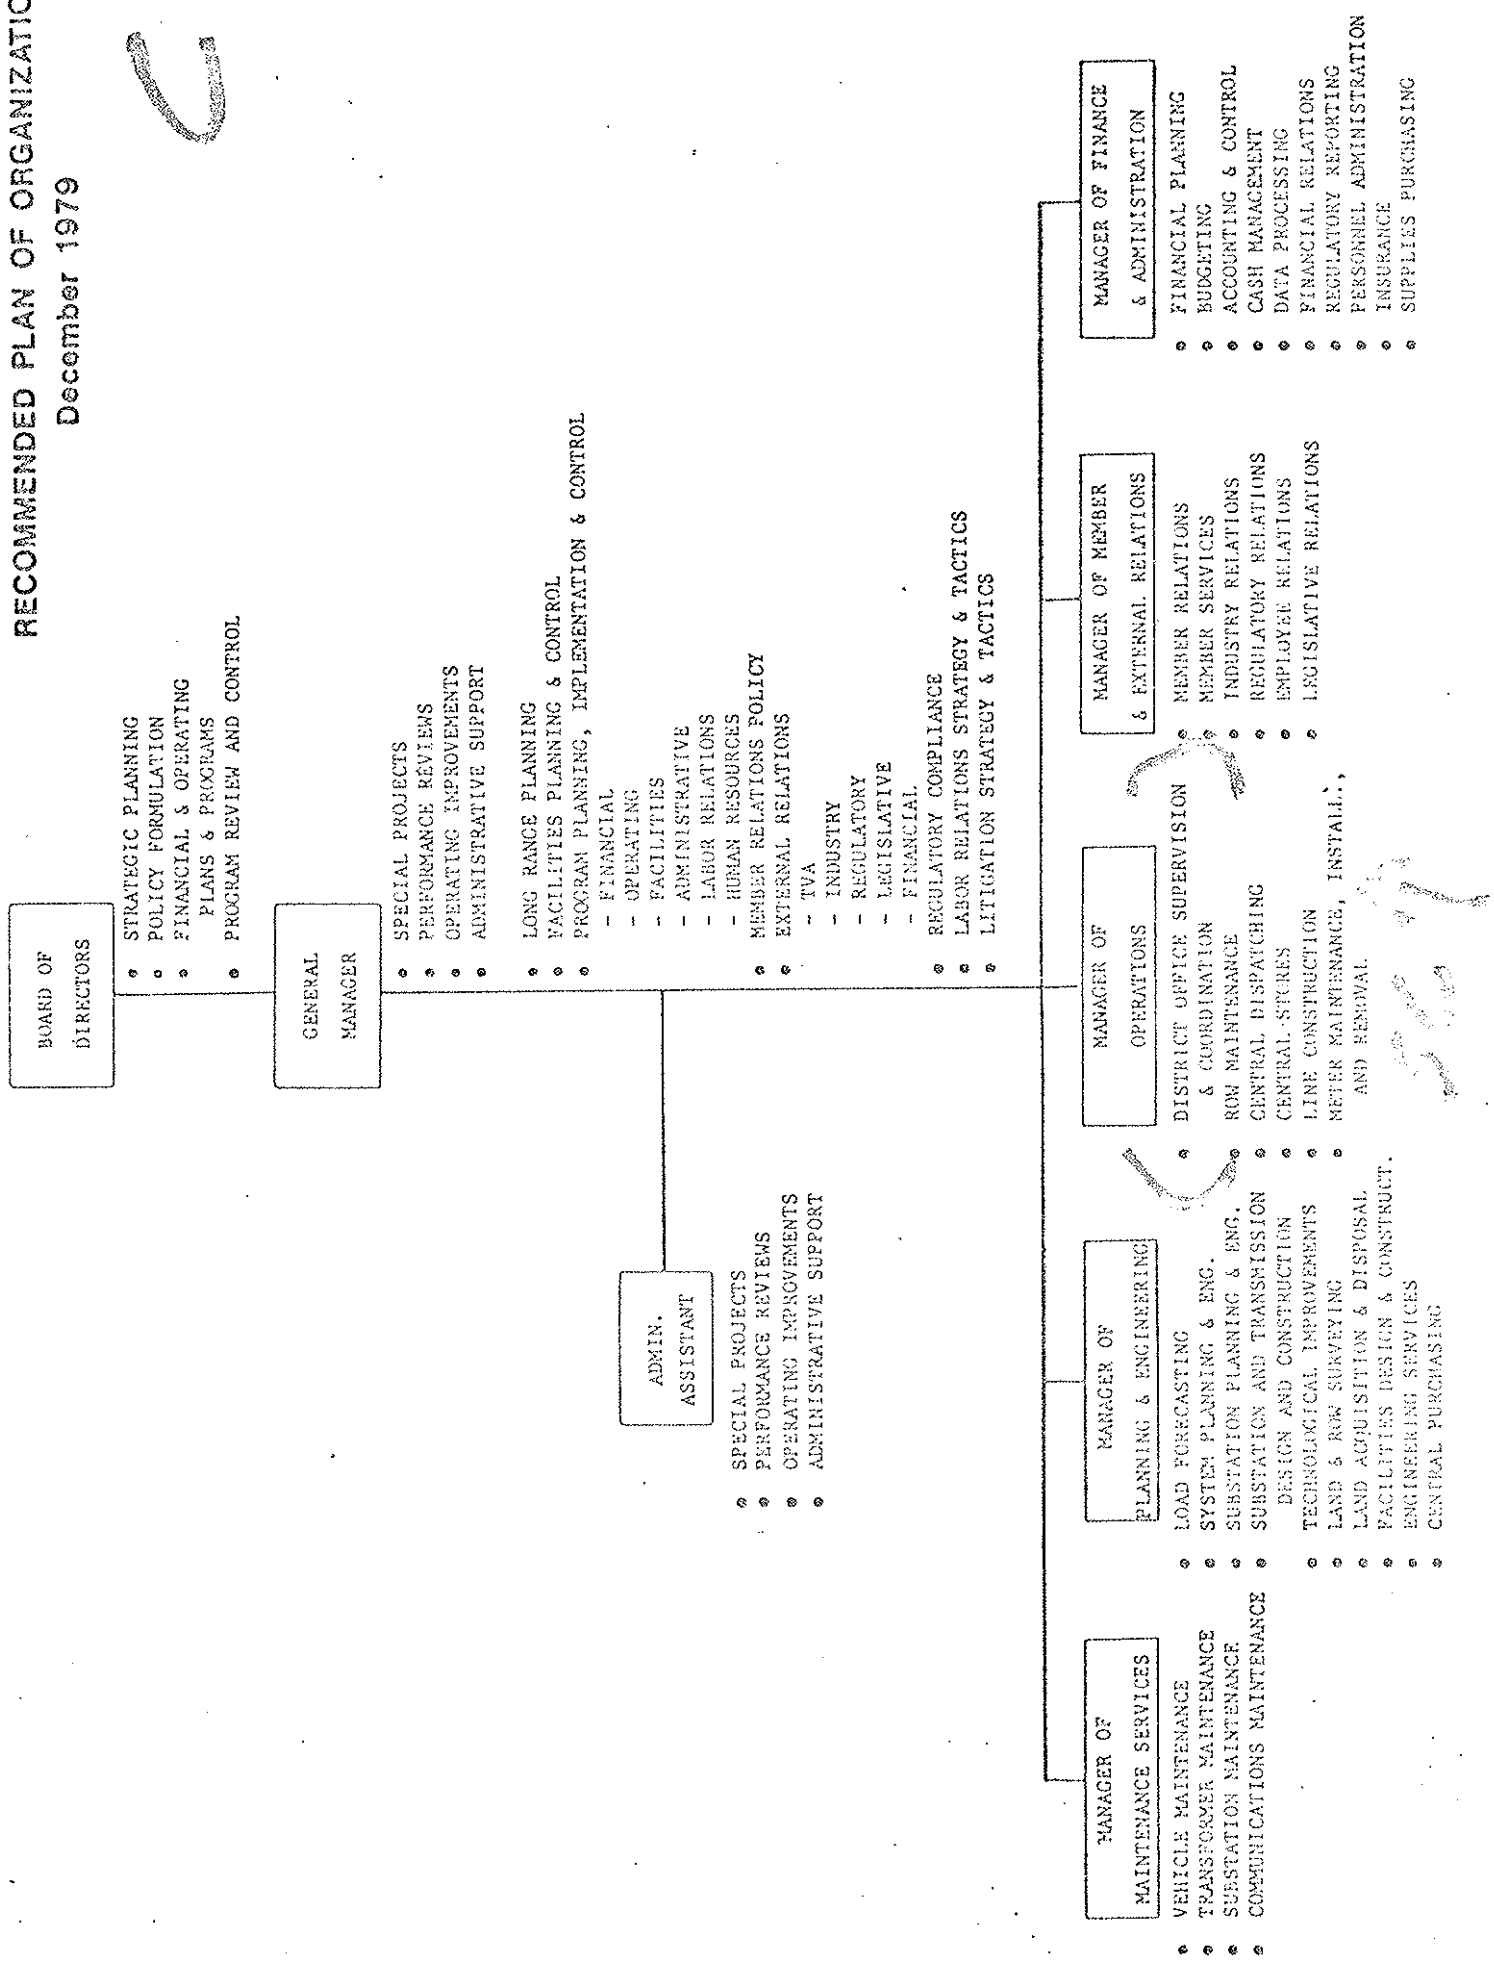 RECOMMENDED PLAN OF ORGANIZATIO
December 1979
BOARD OF
DIRECTORS
• STRATEGIC PLANNING
• POLICY FORMULATION
• FINANCIAL & OPERATING
PLANS & PROGRAMS
• PROGRAM REVIEW AND CONTROL
GENERAL
MANAGER
• SPECIAL PROJECTS
• PERFORMANCE REVIEWS
• OPERATING IMPROVEMENTS
• ADMINISTRATIVE SUPPORT
• LONG RANGE PLANNING
• FACILITIES PLANNING & CONTROL
• PROGRAM PLANNING, IMPLEMENTATION & CONTROL
- FINANCIAL
- OPERATING
- FACILITIES
- ADMINISTRATIVE
- LABOR RELATIONS
- HUMAN RESOURCES
• MEMBER RELATIONS POLICY
• EXTERNAL RELATIONS
- TVA
- INDUSTRY
- REGULATORY
- LEGISLATIVE
- FINANCIAL
• REGULATORY COMPLIANCE
• LABOR RELATIONS STRATEGY & TACTICS
• LITIGATION STRATEGY & TACTICS
ADMIN.
ASSISTANT
• SPECIAL PROJECTS
• PERFORMANCE REVIEWS
• OPERATING IMPROVEMENTS
• ADMINISTRATIVE SUPPORT
MANAGER OF
MAINTENANCE SERVICES
• VEHICLE MAINTENANCE
• TRANSFORMER MAINTENANCE
• SUBSTATION MAINTENANCE
• COMMUNICATIONS MAINTENANCE
MANAGER OF
PLANNING & ENGINEERING
• LOAD FORECASTING
• SYSTEM PLANNING & ENG.
• SUBSTATION PLANNING & ENG.
• SUBSTATION AND TRANSMISSION
DESIGN AND CONSTRUCTION
• TECHNOLOGICAL IMPROVEMENTS
• LAND & ROW SURVEYING
• LAND ACQUISITION & DISPOSAL
• FACILITIES DESIGN & CONSTRUCT.
• ENGINEERING SERVICES
• CENTRAL PURCHASING
MANAGER OF
OPERATIONS
• DISTRICT OFFICE SUPERVISION
& COORDINATION
• ROW MAINTENANCE
• CENTRAL DISPATCHING
• CENTRAL STORES
• LINE CONSTRUCTION
• METER MAINTENANCE, INSTALL.,
AND REMOVAL
MANAGER OF MEMBER
& EXTERNAL RELATIONS
• MEMBER RELATIONS
• MEMBER SERVICES
• INDUSTRY RELATIONS
• REGULATORY RELATIONS
• EMPLOYEE RELATIONS
• LEGISLATIVE RELATIONS
MANAGER OF FINANCE
& ADMINISTRATION
• FINANCIAL PLANNING
• BUDGETING
• ACCOUNTING & CONTROL
• CASH MANAGEMENT
• DATA PROCESSING
• FINANCIAL RELATIONS
• REGULATORY REPORTING
• PERSONNEL ADMINISTRATION
• INSURANCE
• SUPPLIES PURCHASING